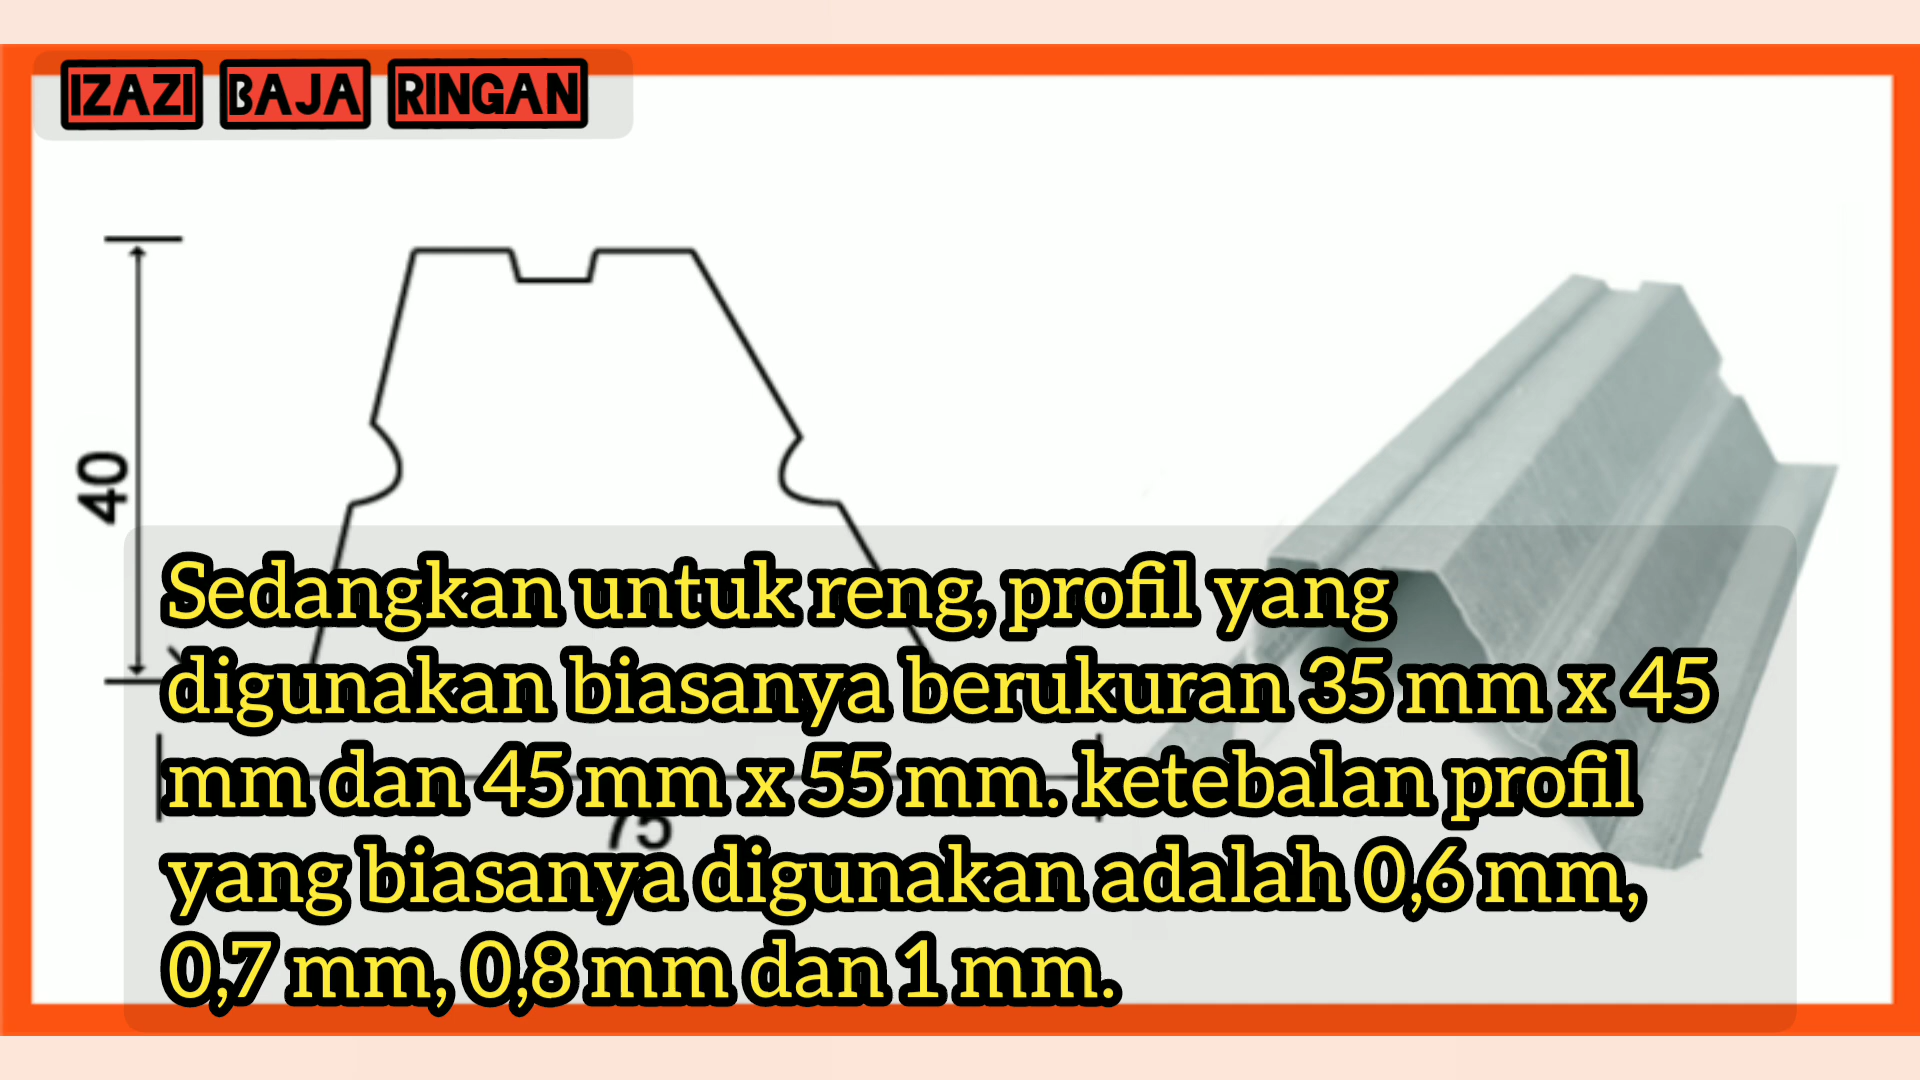 IZAZI BAJA RINGAN
40
Sedangkan untuk reng, profil yang
digunakan biasanya berukuran 35 mm x 45
mm dan 45 mm x 55 mm. ketebalan profil
75
yang biasanya digunakan adalah 0,6 mm,
0,7 mm, 0,8 mm dan 1 mm.